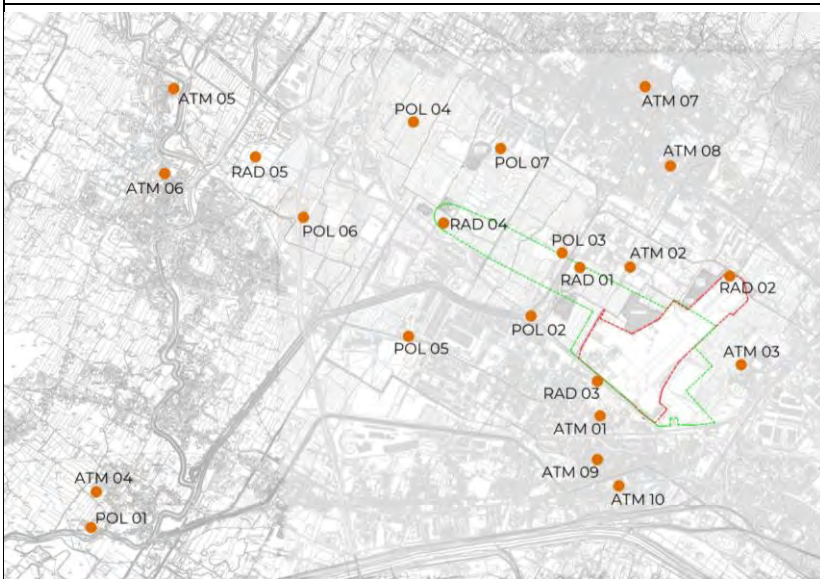 ATM 05
ATM 07
POL 04
ATM 08
POL 07
RAD 05
ATM 06
POL 06
RAD 04
POL 03
ATM 02
RAD 01
RAD 02
POL 02
POL 05
ATM 03
RAD 03
ATM 01
ATM 09
ATM 04
ATM 10
POL 01